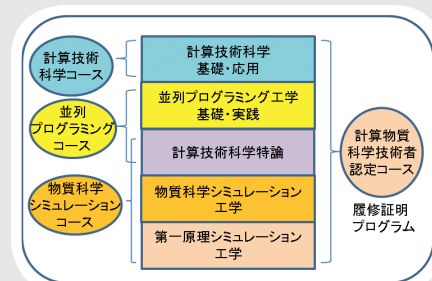 計算技術
科学コース
並列
プログラミング
コース
物質科学
シミュレーション
コース
計算技術科学
基礎・応用
並列プログラミング工学
基礎・実践
計算技術科学特論
物質科学シミュレーション
工学
第一原理シミュレーション
工学
計算物質
科学技術者
認定コース
履修証明
プログラム